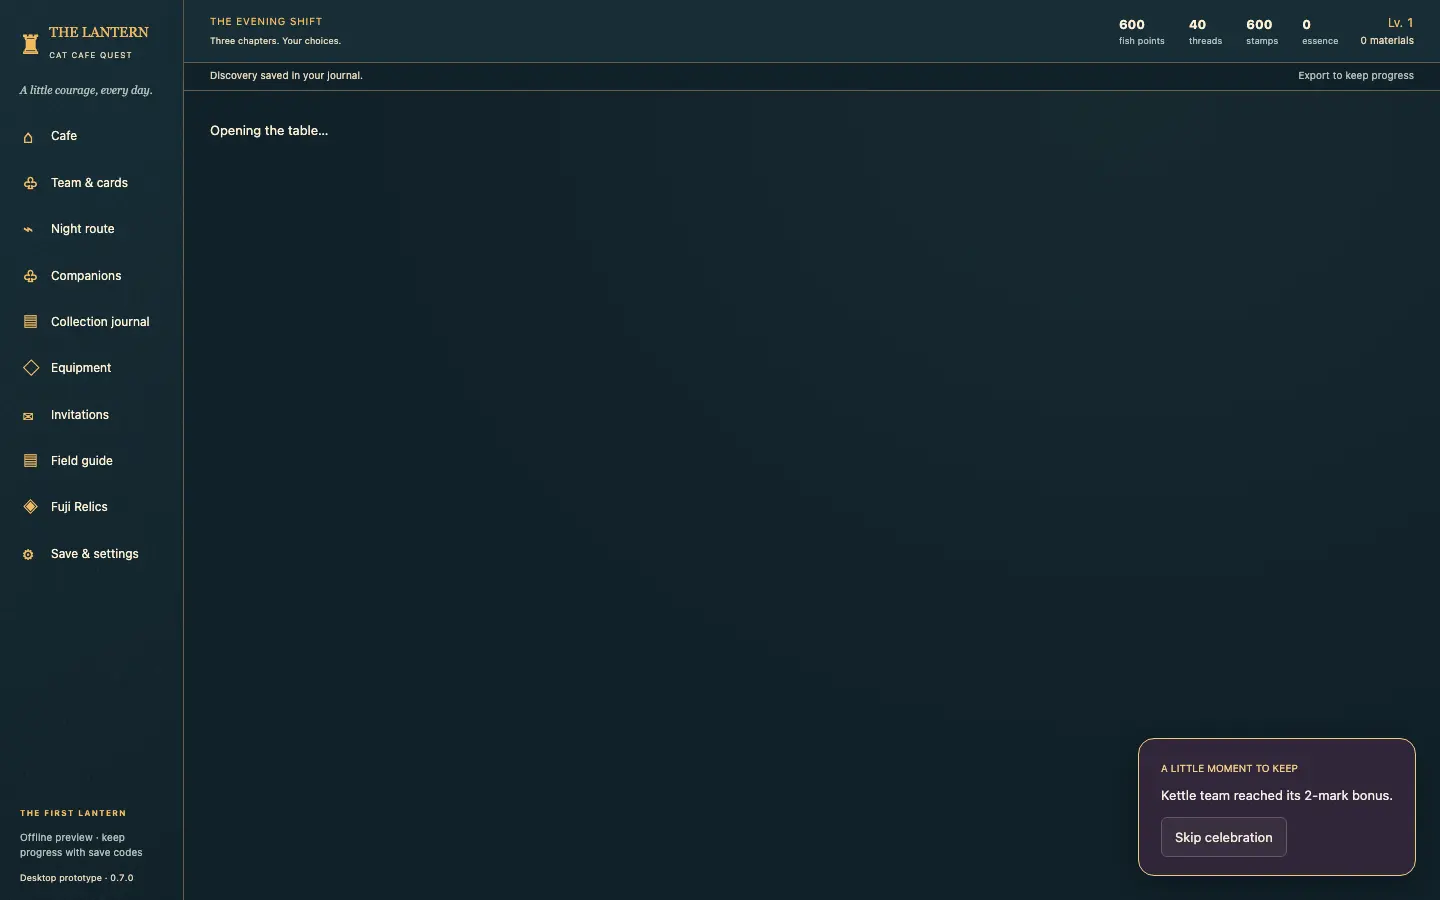 THE LANTERN
CAT CAFE QUEST
A little courage, every day.
Cafe
Team & cards
Night route
Companions
Collection journal
Equipment
Invitations
Field guide
Fuji Relics
Save & settings
THE FIRST LANTERN
Offline preview · keep
progress with save codes
Desktop prototype · 0.7.0
THE EVENING SHIFT
Three chapters. Your choices.
600 40 600 0 Lv. 1
fish points threads stamps essence 0 materials
Discovery saved in your journal.
Export to keep progress
Opening the table…
A LITTLE MOMENT TO KEEP
Kettle team reached its 2-mark bonus.
Skip celebration